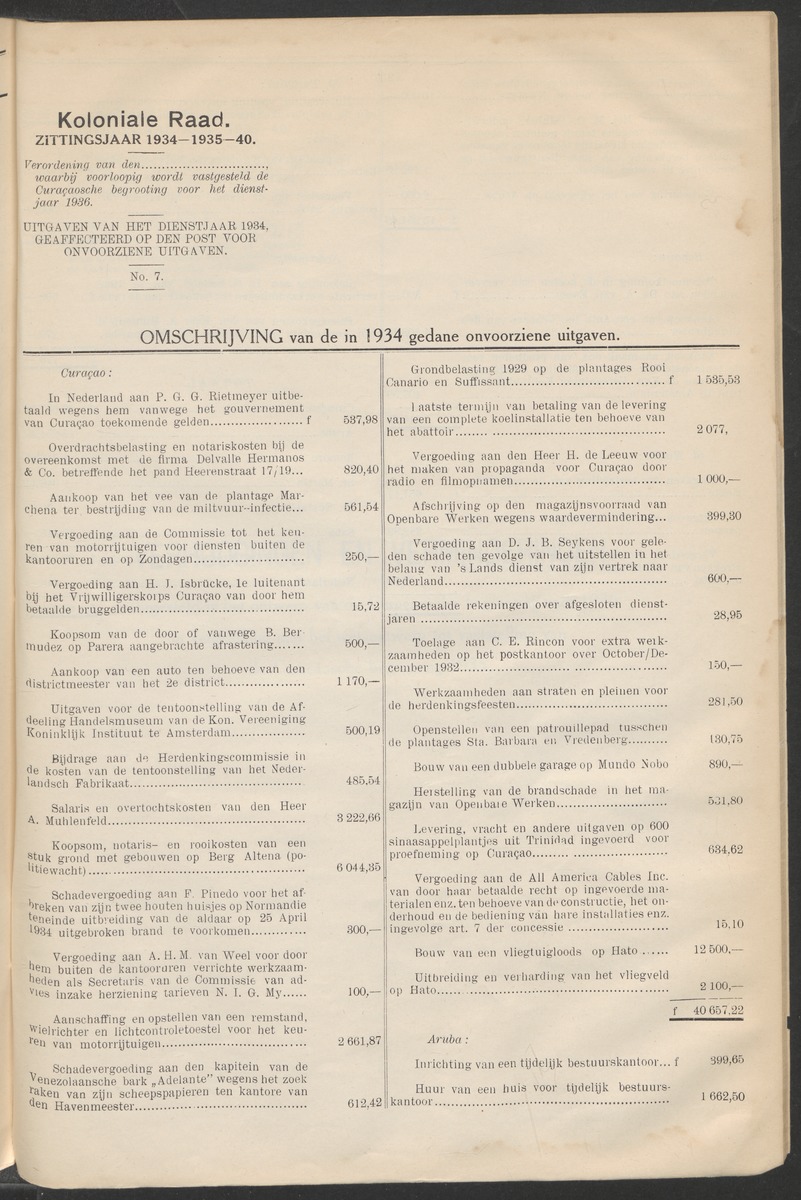 Koloniale Raad.
ZITTINGSJAAR 1934—1935—40.
Verordening van den..............................,
waarbij voorloopig wordt vastgesteld de
Curaçaosche begrooting voor het dienst-
jaar 1936.
UITGAVEN VAN HET DIENSTJAAR 1934,
GEAFFECTEERD OP DEN POST VOOR
ONVOORZIENE UITGAVEN.
No. 7.
OMSCHRIJVING van de in 1934 gedane onvoorziene uitgaven.
Curaçao :
In Nederland aan P. G. G. Rietmeyer uitbe-
taald wegens hem vanwege het gouvernement
van Curaçao toekomende gelden..................... f 537,98
Overdrachtsbelasting en notariskosten bij de
overeenkomst met de firma Delvalle Hermanos
& Co. betreffende het pand Heerenstraat 17/19... 820,40
Aankoop van het vee van de plantage Mar-
chena ter bestrijding van de miltvuur-infectie... 561,54
Vergoeding aan de Commissie tot het keu-
ren van motorrijtuigen voor diensten buiten de
kantooruren en op Zondagen......................... 250,—
Vergoeding aan H. J. Isbrücke, 1e luitenant
bij het Vrijwilligerskorps Curaçao van door hem
betaalde bruggelden..................................... 15,72
Koopsom van de door of vanwege B. Ber-
mudez op Parera aangebrachte afrastering....... 500,—
Aankoop van een auto ten behoeve van den
districtmeester van het 2e district.................. 1 170,—
Uitgaven voor de tentoonstelling van de Af-
deeling Handelsmuseum van de Kon. Vereeniging
Koninklijk Instituut te Amsterdam................. 500,19
Bijdrage aan de Herdenkingscommissie in
de kosten van de tentoonstelling van het Neder-
landsch Fabrikaat....................................... 485,54
Salaris en overtochtskosten van den Heer
A. Muhlenfeld............................................ 3 222,66
Koopsom, notaris- en rooikosten van een
stuk grond met gebouwen op Berg Altena (po-
litiewacht)................................................ 6 044,35
Schadevergoeding aan F. Pinedo voor het af-
breken van zijn twee houten huisjes op Normandie
teneinde uitbreiding van de aldaar op 25 April
1934 uitgebroken brand te voorkomen............ 300,—
Vergoeding aan A. H. M. van Weel voor door
hem buiten de kantooruren verrichte werkzaam-
heden als Secretaris van de Commissie van ad-
vies inzake herziening tarieven N. I. G. My...... 100,—
Aanschaffing en opstellen van een remstand,
wielrichter en lichtcontroletoestel voor het keu-
ren van motorrijtuigen................................. 2 661,87
Schadevergoeding aan den kapitein van de
Venezolaansche bark „Adelante” wegens het zoek
raken van zijn scheepspapieren ten kantore van
den Havenmeester....................................... 612,42
Grondbelasting 1929 op de plantages Rooi
Canario en Suffissant................................... f 1 535,53
Laatste termijn van betaling van de levering
van een complete koelinstallatie ten behoeve van
het abattoir................................................ 2 077,
Vergoeding aan den Heer H. de Leeuw voor
het maken van propaganda voor Curaçao door
radio en filmopnamen.................................. 1 000,—
Afschrijving op den magazijnsvoorraad van
Openbare Werken wegens waardevermindering... 399,30
Vergoeding aan D. J. B. Seykens voor gele-
den schade ten gevolge van het uitstellen in het
belang van 's Lands dienst van zijn vertrek naar
Nederland.................................................. 600,—
Betaalde rekeningen over afgesloten dienst-
jaren ........................................................ 28,95
Toelage aan C. E. Rincon voor extra werk-
zaamheden op het postkantoor over October/De-
cember 1932............................................... 150,—
Werkzaamheden aan straten en pleinen voor
de herdenkingsfeesten.................................. 281,50
Openstellen van een patrouillepad tusschen
de plantages Sta. Barbara en Vredenberg......... 130,75
Bouw van een dubbele garage op Mundo Nobo 890,—
Herstelling van de brandschade in het ma-
gazijn van Openbare Werken......................... 531,80
Levering, vracht en andere uitgaven op 600
sinaasappelplantjes uit Trinidad ingevoerd voor
proefneming op Curaçao............................... 634,62
Vergoeding aan de All America Cables Inc.
van door haar betaalde recht op ingevoerde ma-
terialen enz. ten behoeve van de constructie, het on-
derhoud en de bediening van hare installaties enz.
ingevolge art. 7 der concessie ....................... 15,10
Bouw van een vliegtuigloods op Hato ...... 12 500,—
Uitbreiding en verharding van het vliegveld
op Hato..................................................... 2 100,—
f 40 657,22
Aruba :
Inrichting van een tijdelijk bestuurskantoor... f 399,65
Huur van een huis voor tijdelijk bestuurs-
kantoor..................................................... 1 662,50